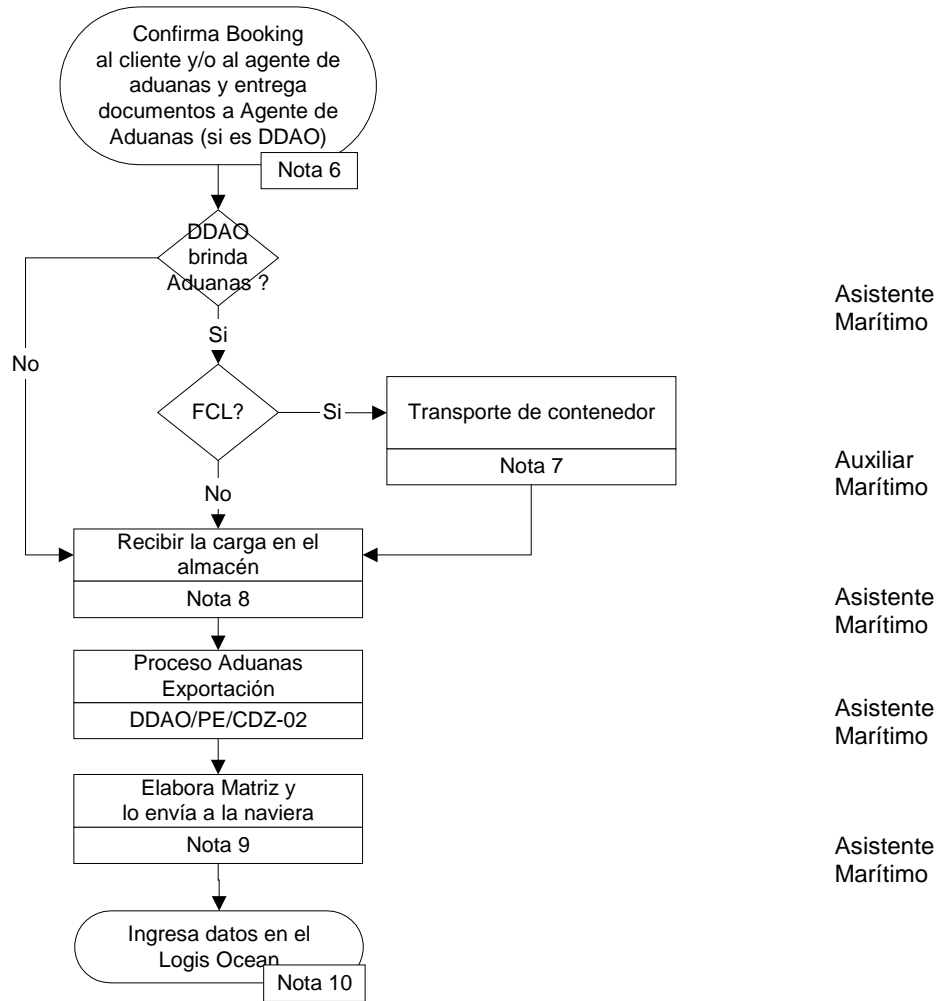 Confirma Booking
al cliente y/o al agente de
aduanas y entrega
documentos a Agente de
Aduanas (si es DDAO)
Nota 6
DDAO
brinda
Aduanas ?
Asistente
Marítimo
Si
No
FCL?
Si
Transporte de contenedor
Nota 7
Auxiliar
Marítimo
No
Recibir la carga en el
almacén
Nota 8
Asistente
Marítimo
Proceso Aduanas
Exportación
DDAO/PE/CDZ-02
Asistente
Marítimo
Elabora Matriz y
lo envía a la naviera
Nota 9
Asistente
Marítimo
Ingresa datos en el
Logis Ocean
Nota 10